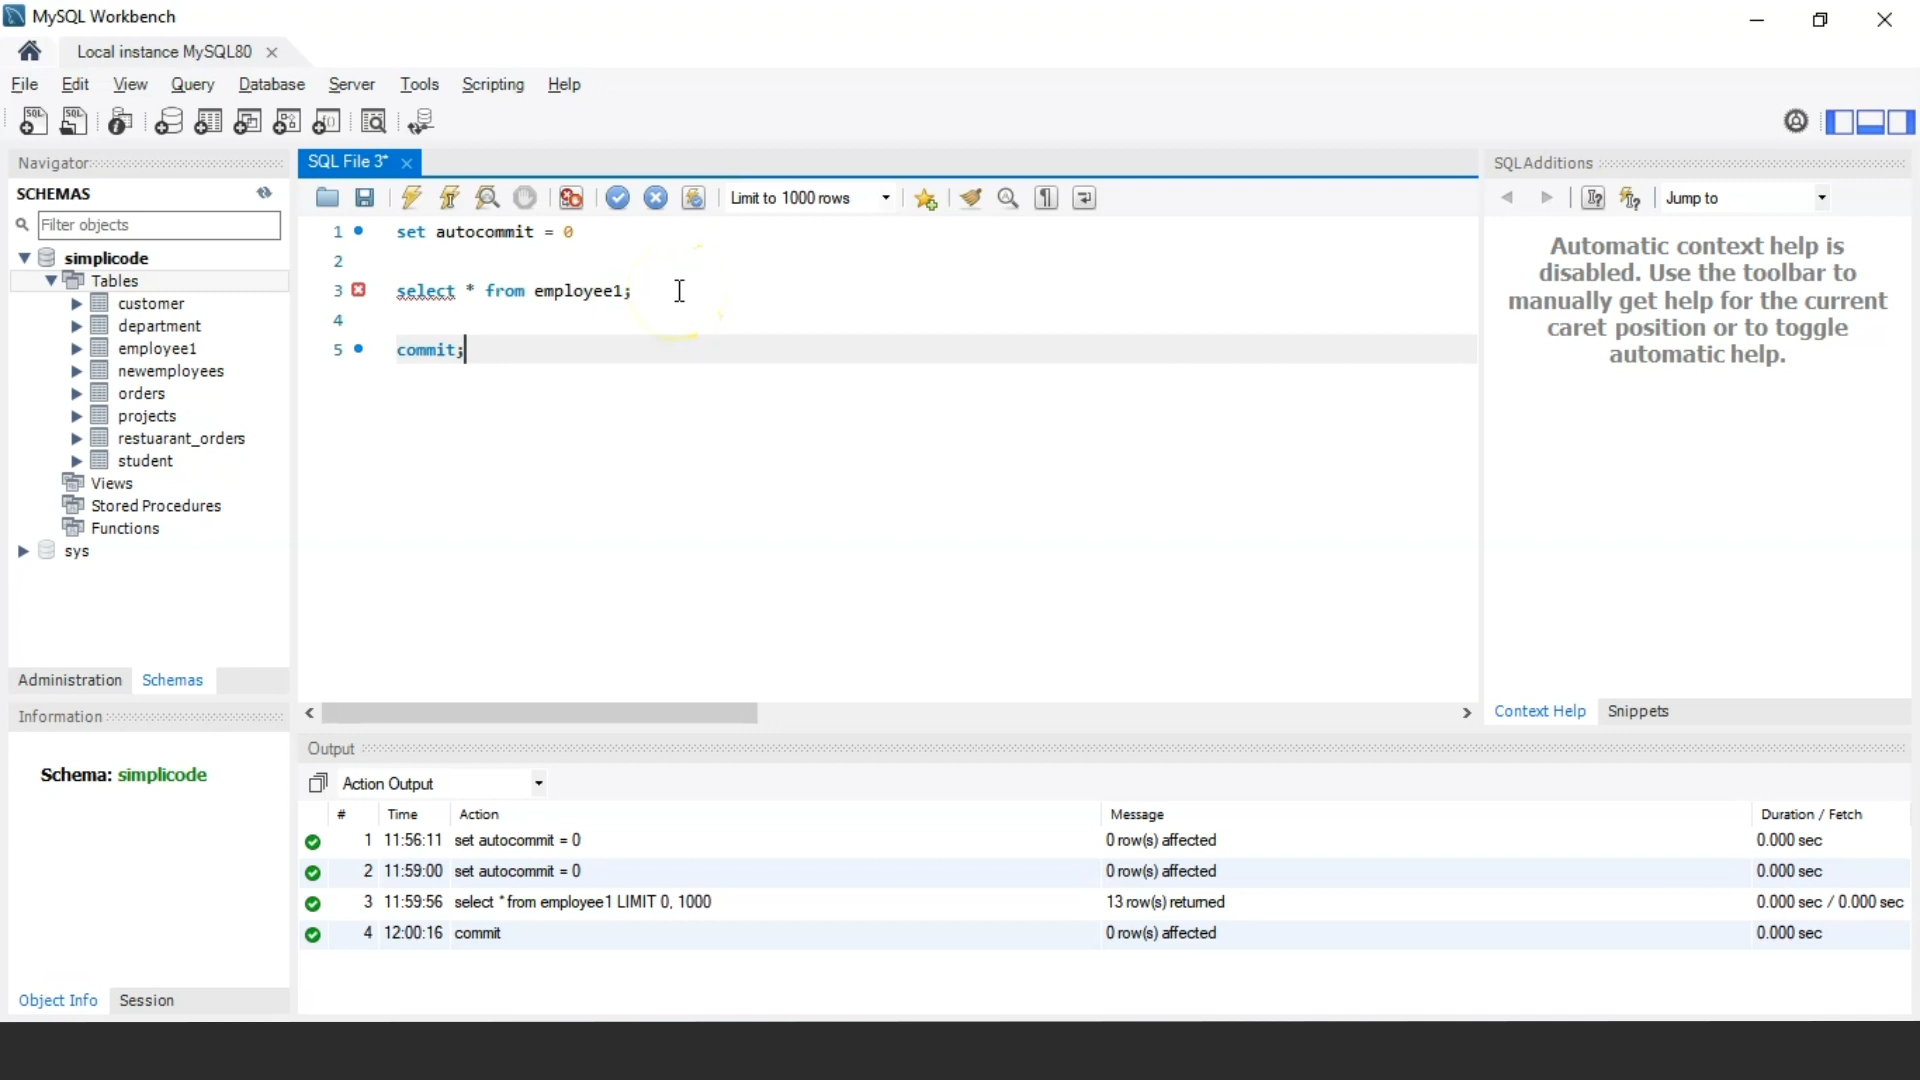 MySQL Workbench
Local instance MySQL80
File Edit View Query Database Server Tools Scripting Help
Navigator
SCHEMAS
Filter objects
simplicode
Tables
customer
department
employee1
newemployees
orders
projects
restuarant_orders
student
Views
Stored Procedures
Functions
sys
Administration Schemas
Information
Schema: simplicode
Object Info Session
SQL File 3*
Limit to 1000 rows
1 set autocommit = 0
2
3 select * from employee1;
4
5 commit;
SQLAdditions
Jump to
Automatic context help is
disabled. Use the toolbar to
manually get help for the current
caret position or to toggle
automatic help.
Context Help Snippets
Output
Action Output
# Time Action Message Duration / Fetch
1 11:56:11 set autocommit = 0 0 row(s) affected 0.000 sec
2 11:59:00 set autocommit = 0 0 row(s) affected 0.000 sec
3 11:59:56 select * from employee1 LIMIT 0, 1000 13 row(s) returned 0.000 sec / 0.000 sec
4 12:00:16 commit 0 row(s) affected 0.000 sec